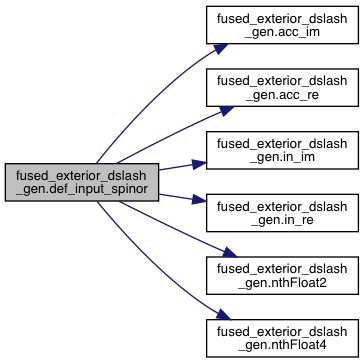 fused_exterior_dslash
_gen.def_input_spinor
fused_exterior_dslash
_gen.acc_im
fused_exterior_dslash
_gen.acc_re
fused_exterior_dslash
_gen.in_im
fused_exterior_dslash
_gen.in_re
fused_exterior_dslash
_gen.nthFloat2
fused_exterior_dslash
_gen.nthFloat4